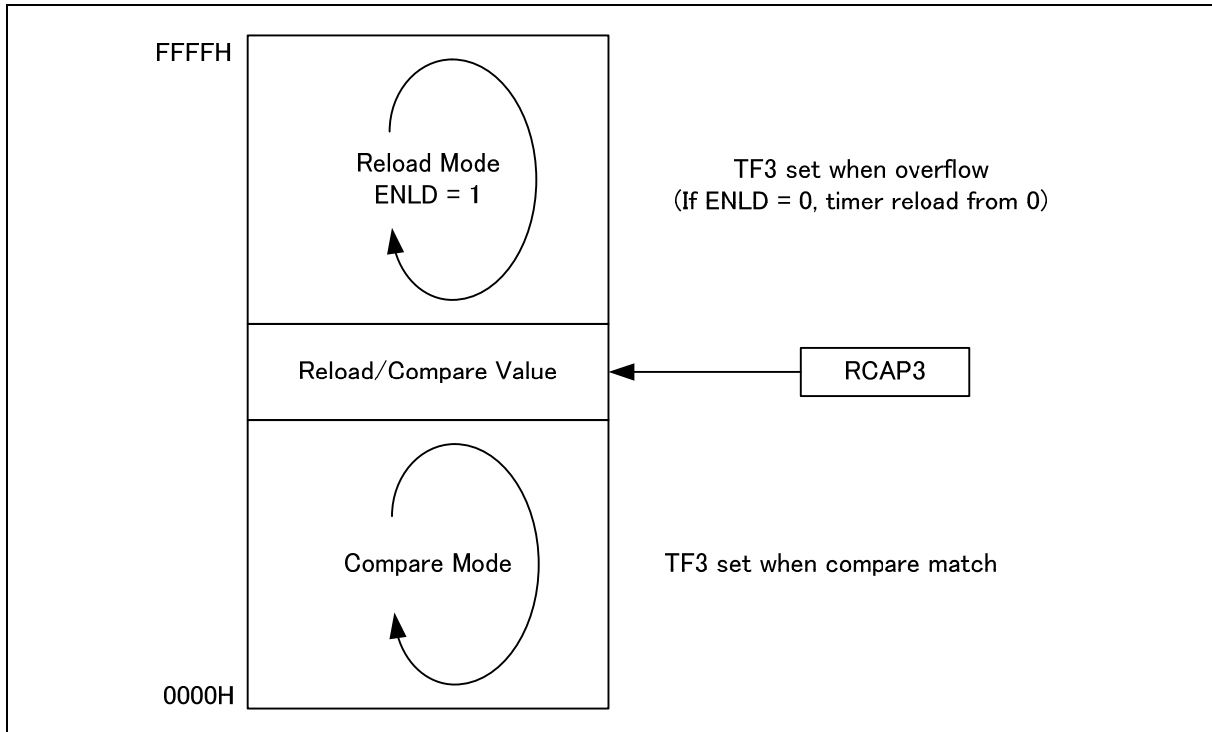 FFFFH
Reload Mode
ENLD = 1
TF3 set when overflow
(If ENLD = 0, timer reload from 0)
Reload/Compare Value
RCAP3
Compare Mode
TF3 set when compare match
0000H